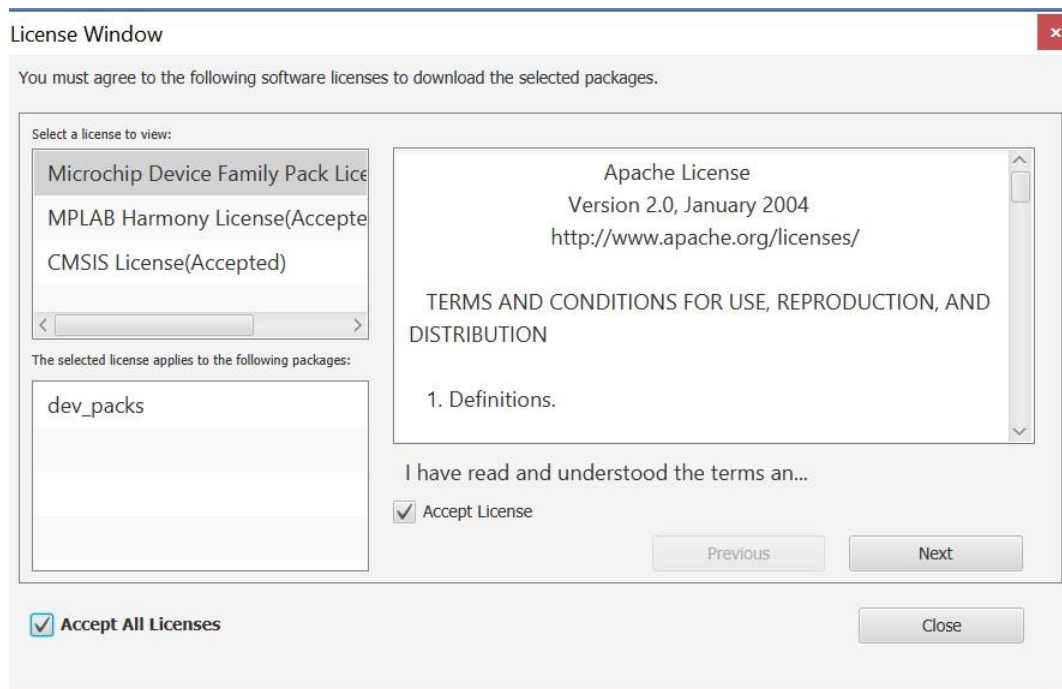 License Window
You must agree to the following software licenses to download the selected packages.
Select a license to view:
Microchip Device Family Pack Lice
MPLAB Harmony License(Accepte
CMSIS License(Accepted)
The selected license applies to the following packages:
dev_packs
Apache License
Version 2.0, January 2004
http://www.apache.org/licenses/
TERMS AND CONDITIONS FOR USE, REPRODUCTION, AND
DISTRIBUTION
1. Definitions.
I have read and understood the terms an...
Accept License
Previous
Next
Accept All Licenses
Close